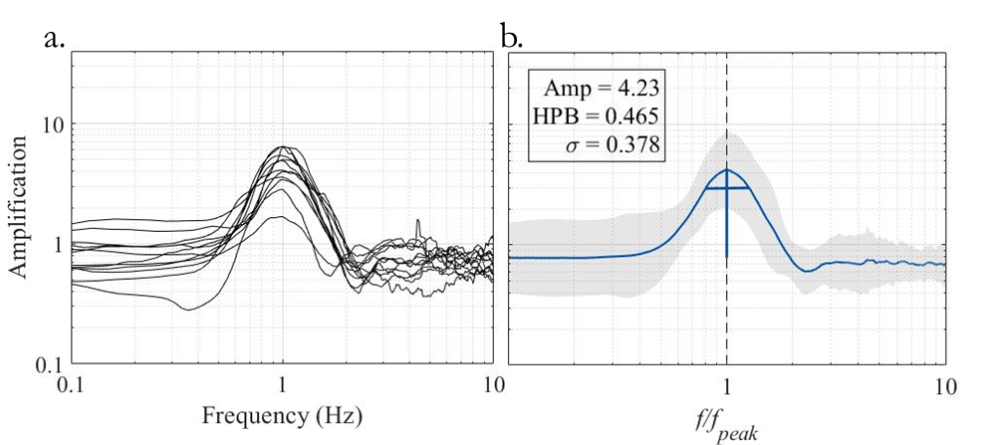 a.
b.
Amplification
10
1
0.1
0.1
1
10
Frequency (Hz)
Amp = 4.23
HPB = 0.465
σ = 0.378
1
10
f/fpeak